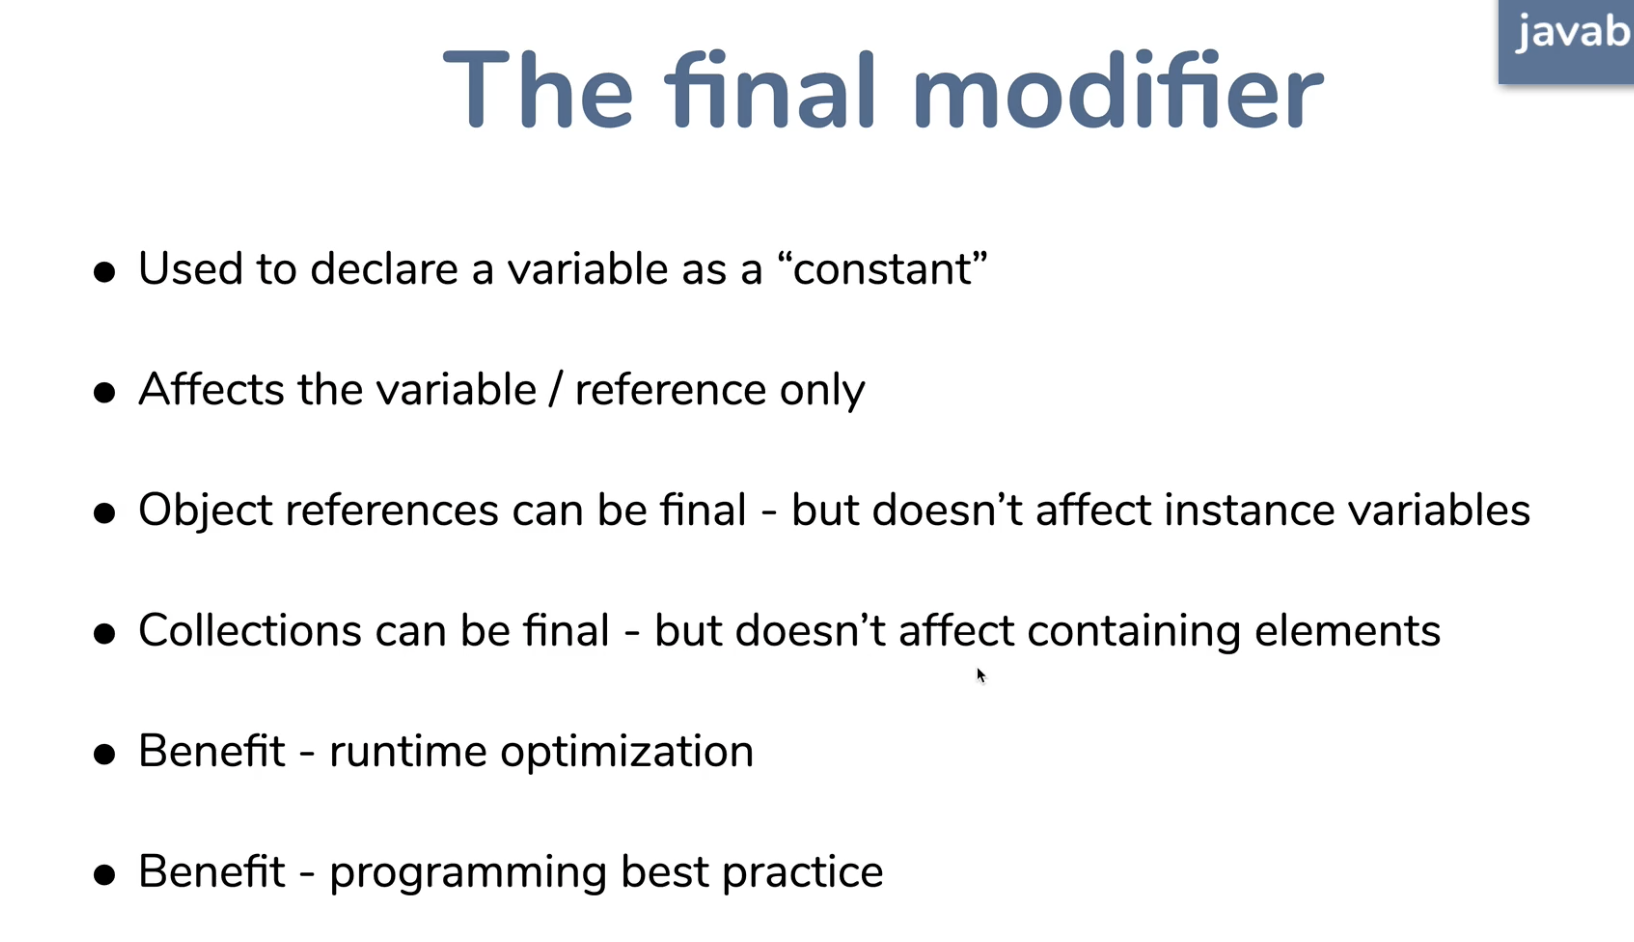 javab
The final modifier
• Used to declare a variable as a “constant”
• Affects the variable / reference only
• Object references can be final - but doesn’t affect instance variables
• Collections can be final - but doesn’t affect containing elements
• Benefit - runtime optimization
• Benefit - programming best practice